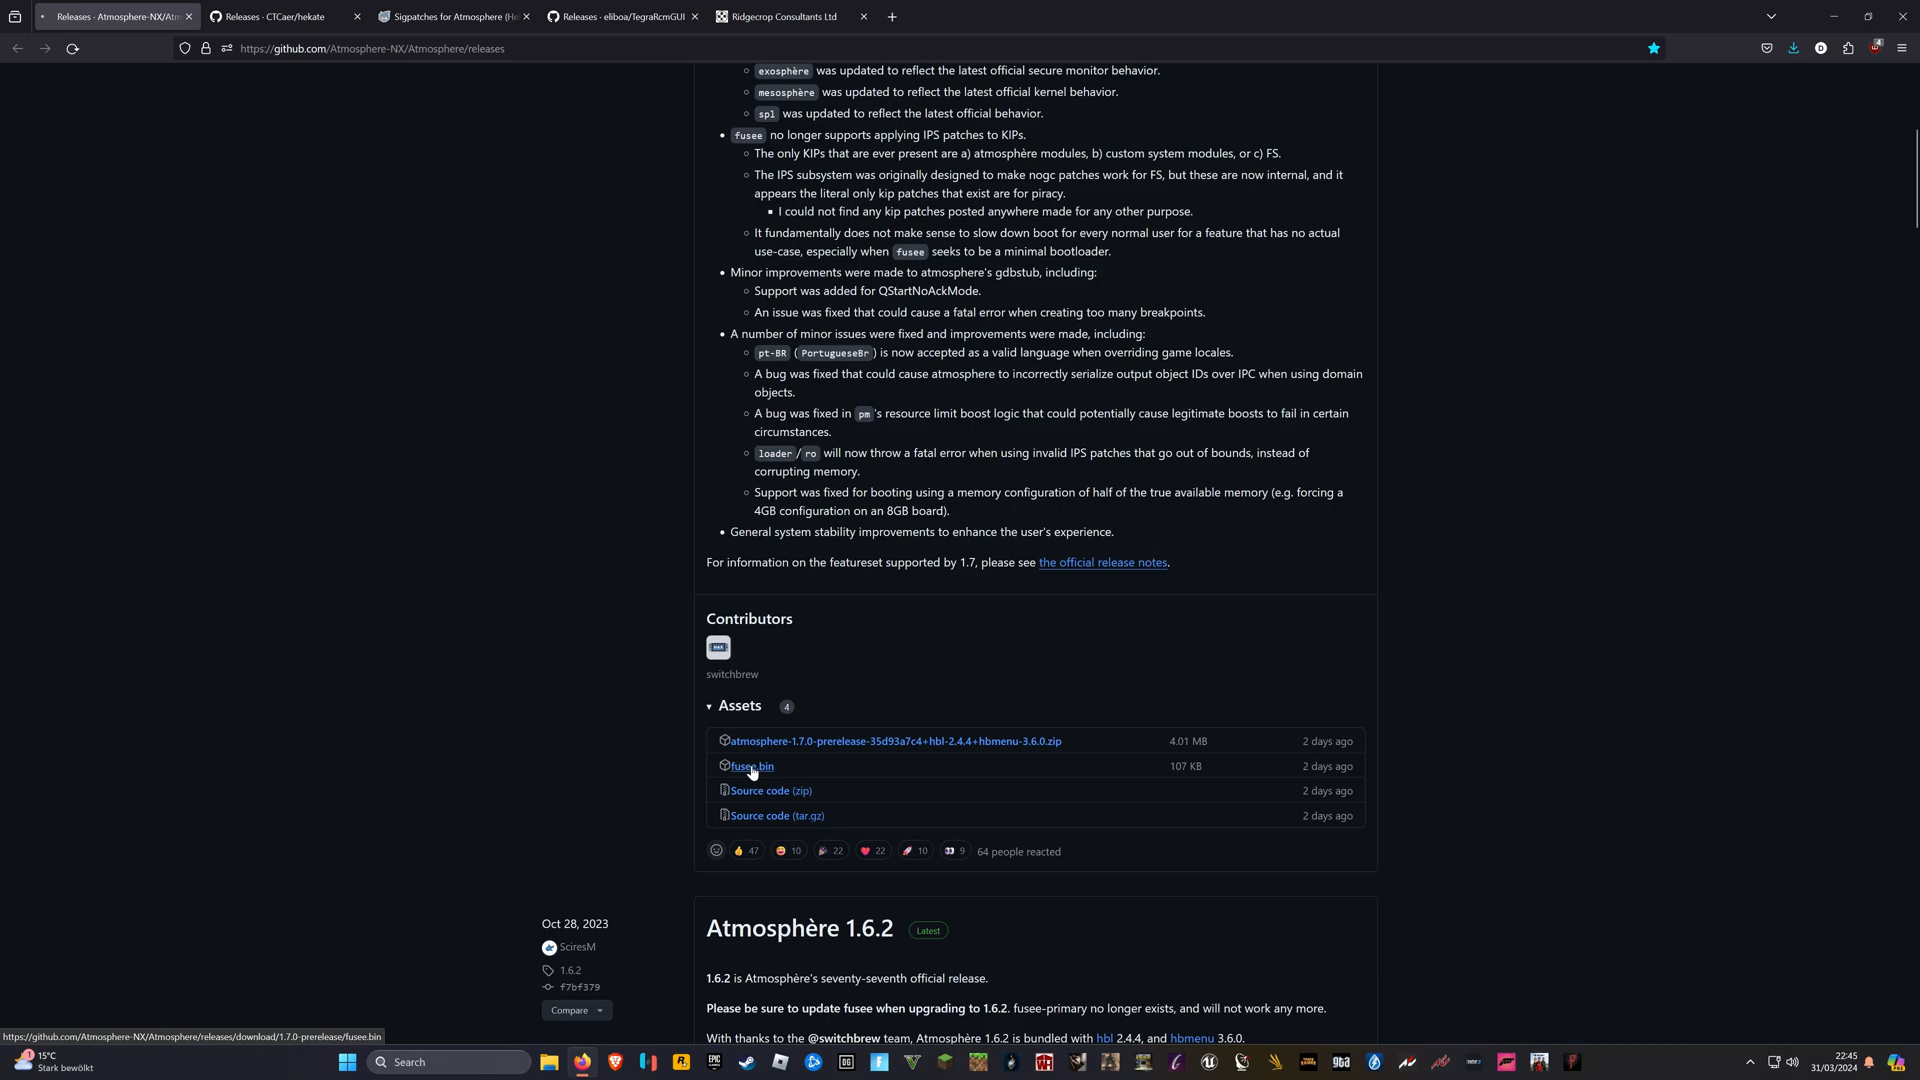 Releases · Atmosphere-NX/Atm
Releases · CTCaer/hekate
Sigpatches for Atmosphere (He
Releases · eliboa/TegraRcmGUI
Ridgecrop Consultants Ltd
https://github.com/Atmosphere-NX/Atmosphere/releases
4
exosphère was updated to reflect the latest official secure monitor behavior.
mesosphère was updated to reflect the latest official kernel behavior.
spl was updated to reflect the latest official behavior.
fusee no longer supports applying IPS patches to KIPs.
The only KIPs that are ever present are a) atmosphère modules, b) custom system modules, or c) FS.
The IPS subsystem was originally designed to make nogc patches work for FS, but these are now internal, and it
appears the literal only kip patches that exist are for piracy.
I could not find any kip patches posted anywhere made for any other purpose.
It fundamentally does not make sense to slow down boot for every normal user for a feature that has no actual
use-case, especially when fusee seeks to be a minimal bootloader.
Minor improvements were made to atmosphere's gdbstub, including:
Support was added for QStartNoAckMode.
An issue was fixed that could cause a fatal error when creating too many breakpoints.
A number of minor issues were fixed and improvements were made, including:
pt-BR (PortugueseBr) is now accepted as a valid language when overriding game locales.
A bug was fixed that could cause atmosphere to incorrectly serialize output object IDs over IPC when using domain
objects.
A bug was fixed in pm's resource limit boost logic that could potentially cause legitimate boosts to fail in certain
circumstances.
loader/ro will now throw a fatal error when using invalid IPS patches that go out of bounds, instead of
corrupting memory.
Support was fixed for booting using a memory configuration of half of the true available memory (e.g. forcing a
4GB configuration on an 8GB board).
General system stability improvements to enhance the user's experience.
For information on the featureset supported by 1.7, please see the official release notes.
Contributors
switchbrew
Assets 4
atmosphere-1.7.0-prerelease-35d93a7c4+hbl-2.4.4+hbmenu-3.6.0.zip 4.01 MB 2 days ago
fusee.bin 107 KB 2 days ago
Source code (zip) 2 days ago
Source code (tar.gz) 2 days ago
47 10 22 22 10 9 64 people reacted
Oct 28, 2023
SciresM
1.6.2
f7bf379
Compare
Atmosphère 1.6.2 Latest
1.6.2 is Atmosphère's seventy-seventh official release.
Please be sure to update fusee when upgrading to 1.6.2. fusee-primary no longer exists, and will not work any more.
With thanks to the @switchbrew team, Atmosphère 1.6.2 is bundled with hbl 2.4.4, and hbmenu 3.6.0.
https://github.com/Atmosphere-NX/Atmosphere/releases/download/1.7.0-prerelease/fusee.bin
1
15°C
Stark bewölkt
Search
22:45
31/03/2024